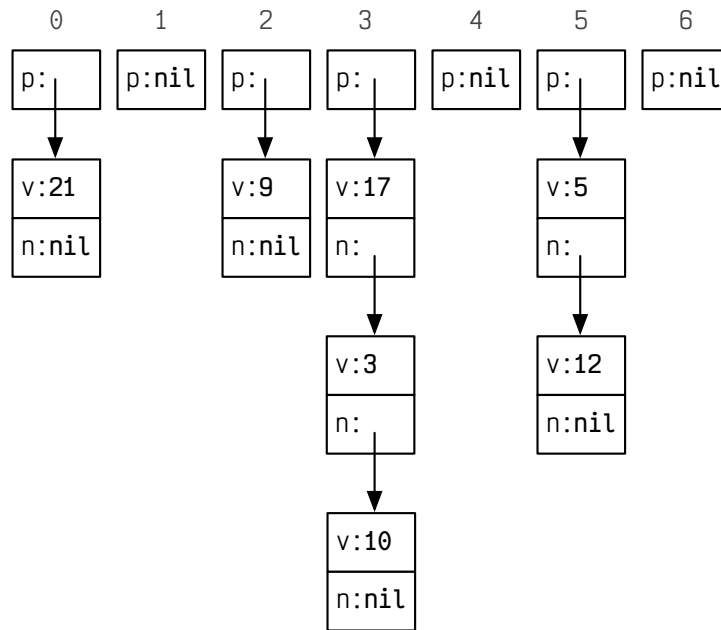 0 1 2 3 4 5 6
p: p:nil p: p: p:nil p: p:nil
v:21 v:9 v:17 v:5
n:nil n:nil n: n:
v:3 v:12
n: n:nil
v:10
n:nil